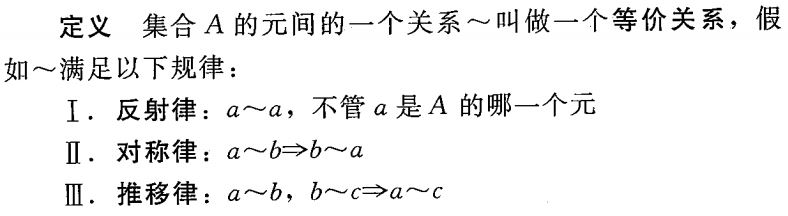 定义 集合 A 的元间的一个关系～叫做一个等价关系，假
如～满足以下规律：
Ⅰ. 反射律：a～a，不管 a 是 A 的哪一个元
Ⅱ. 对称律：a～b⇒b～a
Ⅲ. 推移律：a～b，b～c⇒a～c